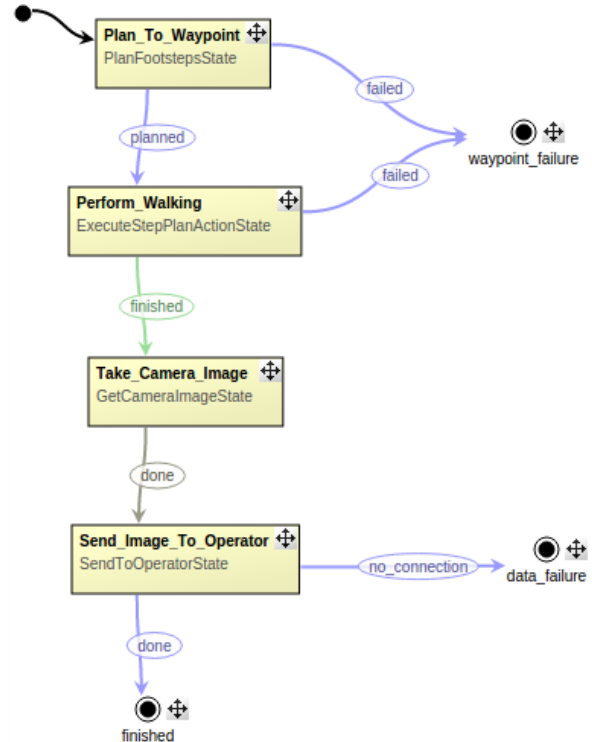 Plan_To_Waypoint
PlanFootstepsState
failed
planned
waypoint_failure
failed
Perform_Walking
ExecuteStepPlanActionState
finished
Take_Camera_Image
GetCameraImageState
done
Send_Image_To_Operator
SendToOperatorState
no_connection
data_failure
done
finished